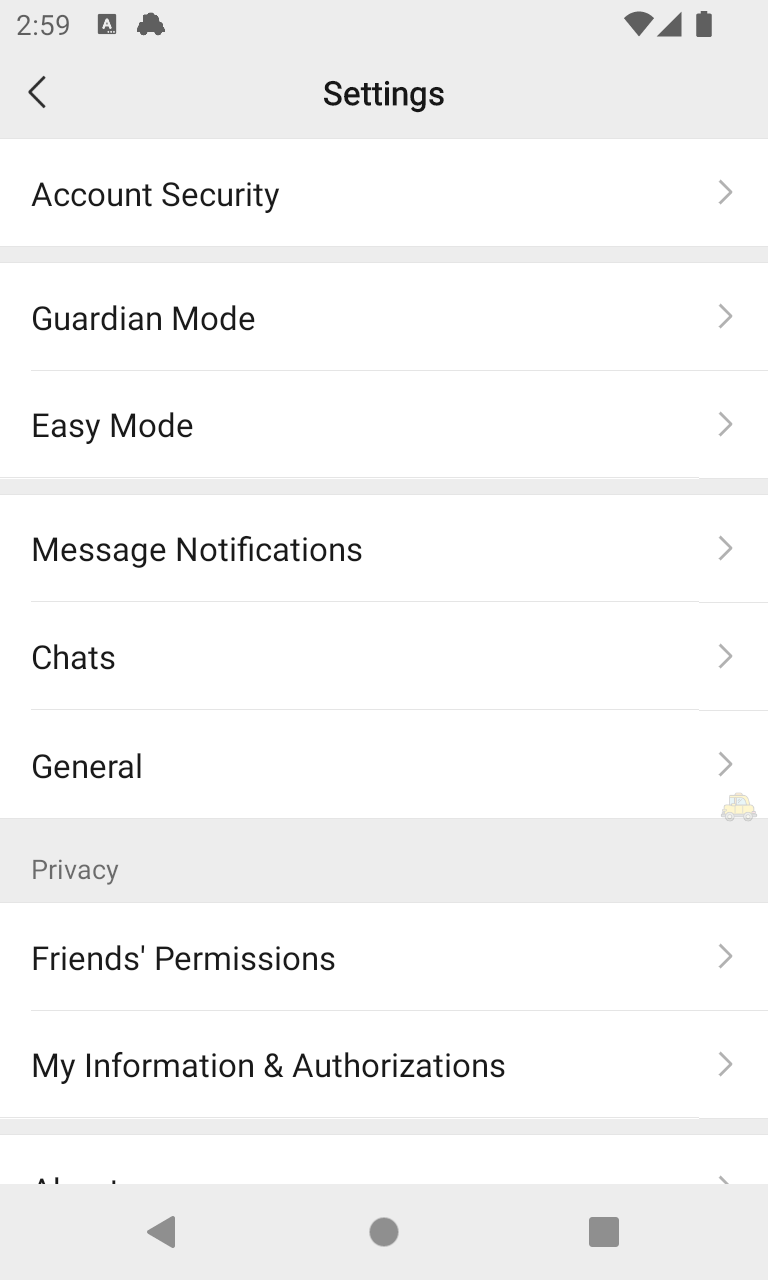 2:59
Settings
Account Security
Guardian Mode
Easy Mode
Message Notifications
Chats
General
Privacy
Friends' Permissions
My Information & Authorizations